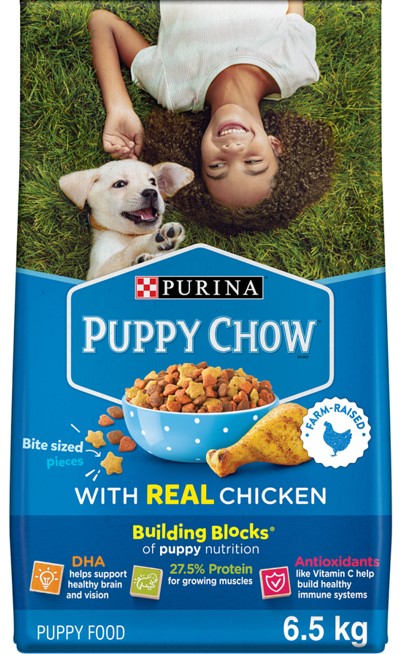 PURINA
PUPPY CHOW
Bite sized
pieces
FARM-RAISED
WITH REAL CHICKEN
Building Blocks®
of puppy nutrition
DHA
helps support
healthy brain
and vision
27.5% Protein
for growing muscles
Antioxidants
like Vitamin C help
build healthy
immune systems
PUPPY FOOD
6.5 kg